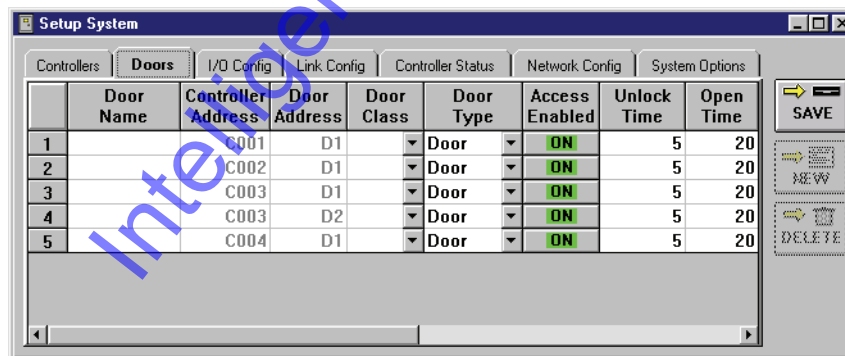 Setup System
Controllers Doors I/O Config Link Config Controller Status Network Config System Options
Door Name Controller Address Door Address Door Class Door Type Access Enabled Unlock Time Open Time
1 C001 D1 Door ON 5 20
2 C002 D1 Door ON 5 20
3 C003 D1 Door ON 5 20
4 C003 D2 Door ON 5 20
5 C004 D1 Door ON 5 20
SAVE
NEW
DELETE